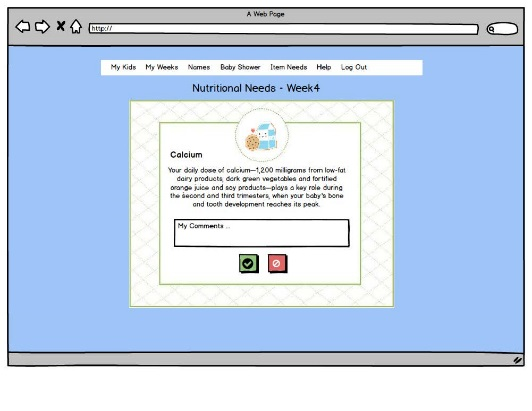 A Web Page
http://
My Kids My Weeks Names Baby Shower Item Needs Help Log Out
Nutritional Needs - Week4
Calcium
Your daily dose of calcium—1,200 milligrams from low-fat
dairy products, dark green vegetables and fortified
orange juice and soy products—plays a key role during
the second and third trimesters, when your baby's bone
and tooth development reaches its peak.
My Comments ...